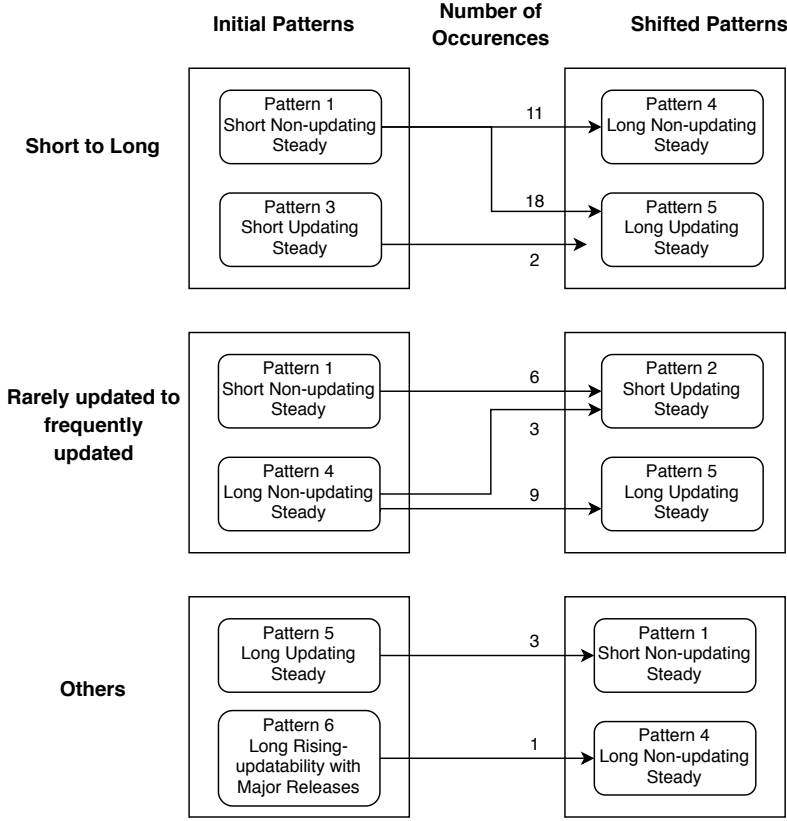 Initial Patterns
Number of
Occurences
Shifted Patterns
Short to Long
Pattern 1
Short Non-updating
Steady
11
Pattern 4
Long Non-updating
Steady
Pattern 3
Short Updating
Steady
18
2
Pattern 5
Long Updating
Steady
Rarely updated to
frequently
updated
Pattern 1
Short Non-updating
Steady
6
3
Pattern 2
Short Updating
Steady
Pattern 4
Long Non-updating
Steady
9
Pattern 5
Long Updating
Steady
Others
Pattern 5
Long Updating
Steady
3
Pattern 1
Short Non-updating
Steady
Pattern 6
Long Rising-
updatability with
Major Releases
1
Pattern 4
Long Non-updating
Steady